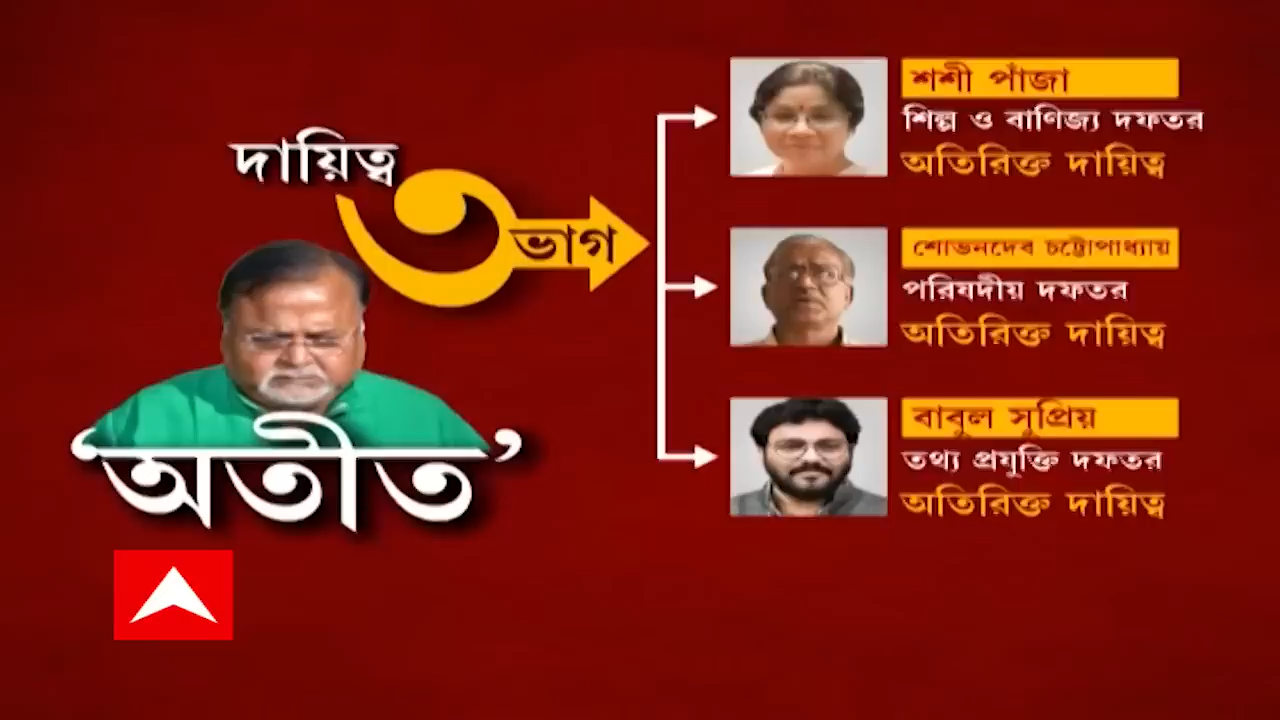 দায়িত্ব
৩
ভাগ
‘অতীত’
শশী পাঁজা
শিল্প ও বাণিজ্য দফতর
অতিরিক্ত দায়িত্ব
শোভনদেব চট্টোপাধ্যায়
পরিষদীয় দফতর
অতিরিক্ত দায়িত্ব
বাবুল সুপ্রিয়
তথ্য প্রযুক্তি দফতর
অতিরিক্ত দায়িত্ব